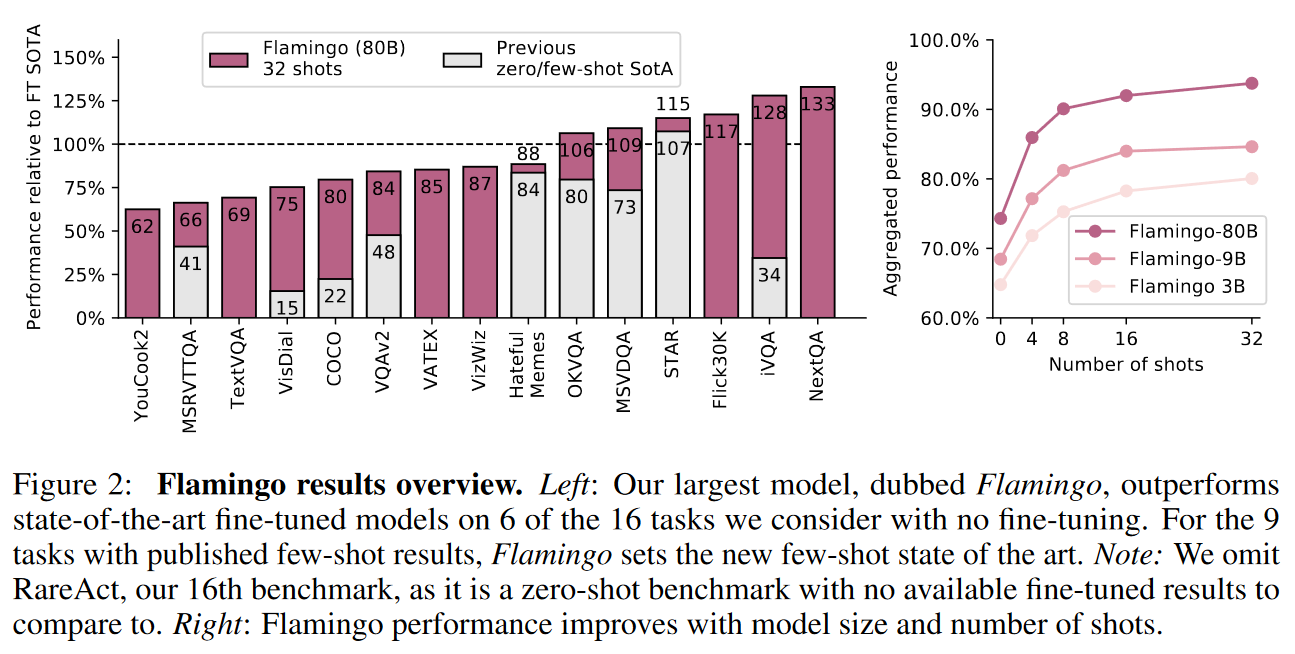 Performance relative to FT SOTA
150%
125%
100%
75%
50%
25%
0%
Flamingo (80B)
32 shots
Previous
zero/few-shot SotA
62
66
41
69
75
15
80
22
84
48
85
87
88
84
106
80
109
73
115
107
117
128
34
133
YouCook2
MSRVTTQA
TextVQA
VisDial
COCO
VQAv2
VATEX
VizWiz
Hateful
Memes
OKVQA
MSVDQA
STAR
Flick30K
iVQA
NextQA
Aggregated performance
100.0%
90.0%
80.0%
70.0%
60.0%
Flamingo-80B
Flamingo-9B
Flamingo 3B
0 4 8 16 32
Number of shots
Figure 2: Flamingo results overview. Left: Our largest model, dubbed Flamingo, outperforms
state-of-the-art fine-tuned models on 6 of the 16 tasks we consider with no fine-tuning. For the 9
tasks with published few-shot results, Flamingo sets the new few-shot state of the art. Note: We omit
RareAct, our 16th benchmark, as it is a zero-shot benchmark with no available fine-tuned results to
compare to. Right: Flamingo performance improves with model size and number of shots.